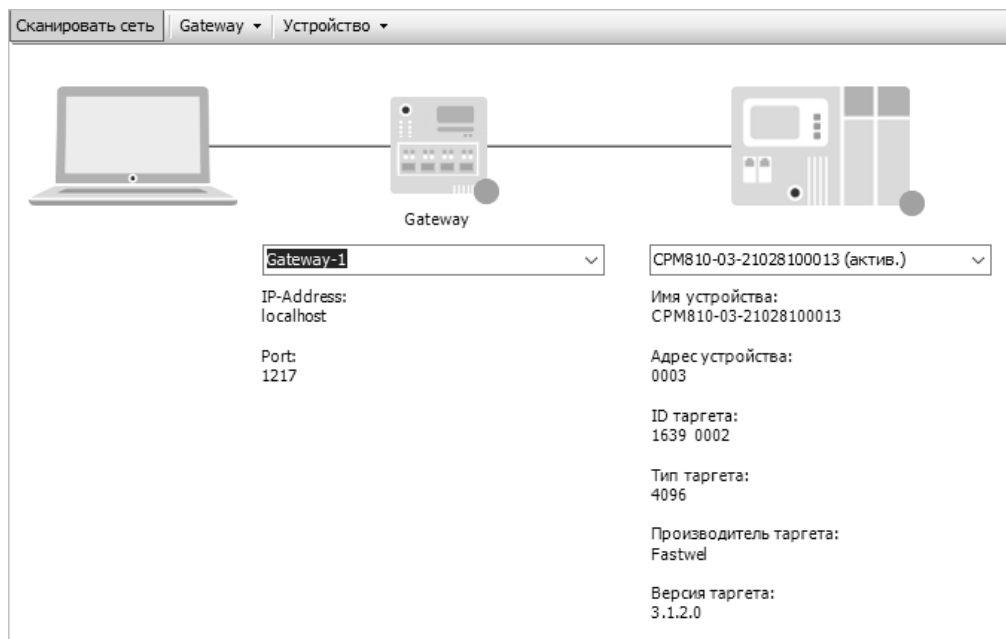 Сканировать сеть Gateway Устройство
Gateway
Gateway-1
IP-Address:
localhost
Port:
1217
CPM810-03-21028100013 (актив.)
Имя устройства:
CPM810-03-21028100013
Адрес устройства:
0003
ID таргета:
1639 0002
Тип таргета:
4096
Производитель таргета:
Fastwel
Версия таргета:
3.1.2.0